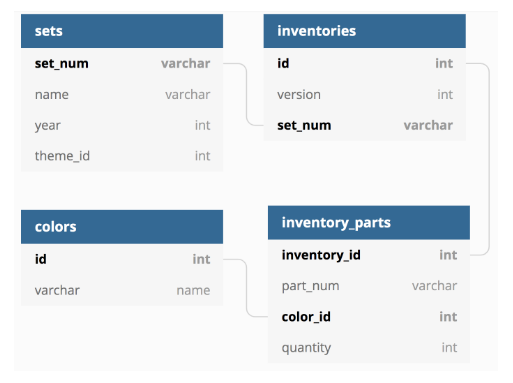 sets
set_num varchar
name varchar
year int
theme_id int
inventories
id int
version int
set_num varchar
colors
id int
varchar name
inventory_parts
inventory_id int
part_num varchar
color_id int
quantity int